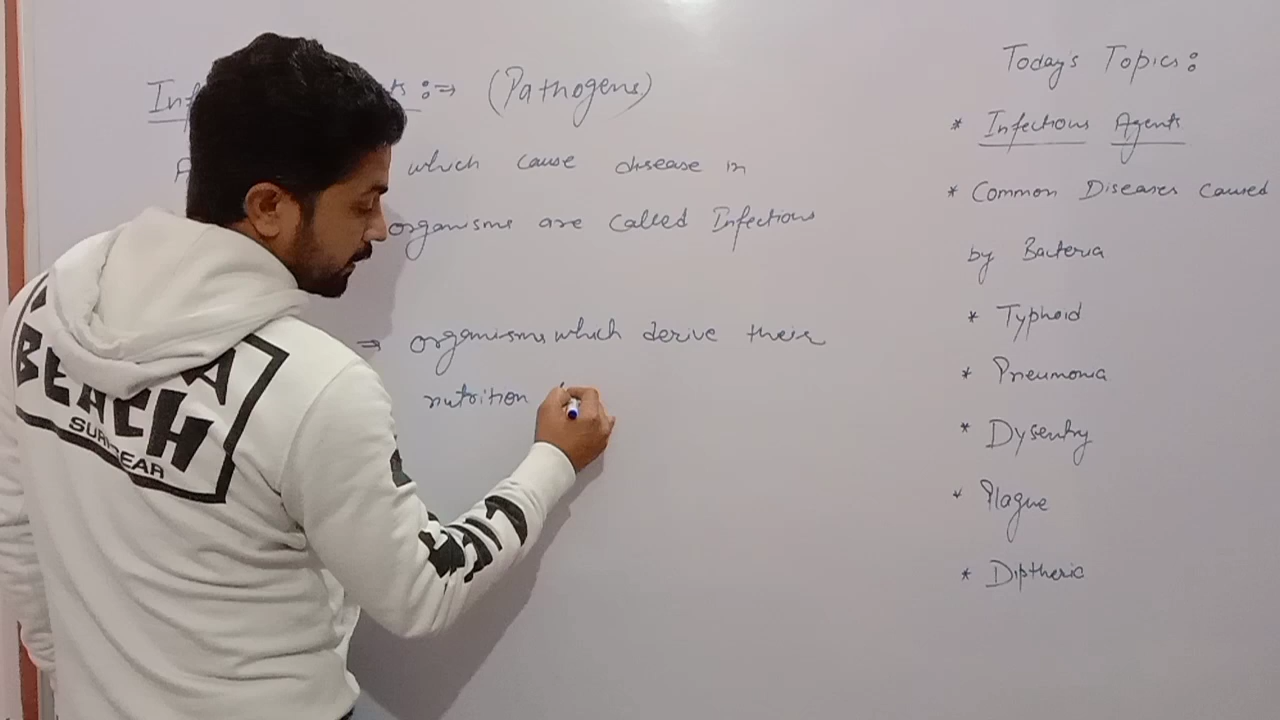 :⇒ (Pathogens)
which cause disease in
organisms are called Infectious
⇒ organisms which derive their
nutrition
Today's Topics:
* Infectious Agents
* Common Diseases Caused
by Bacteria
* Typhoid
* Pneumonia
* Dysentry
* Plague
* Diptheria
BEACH